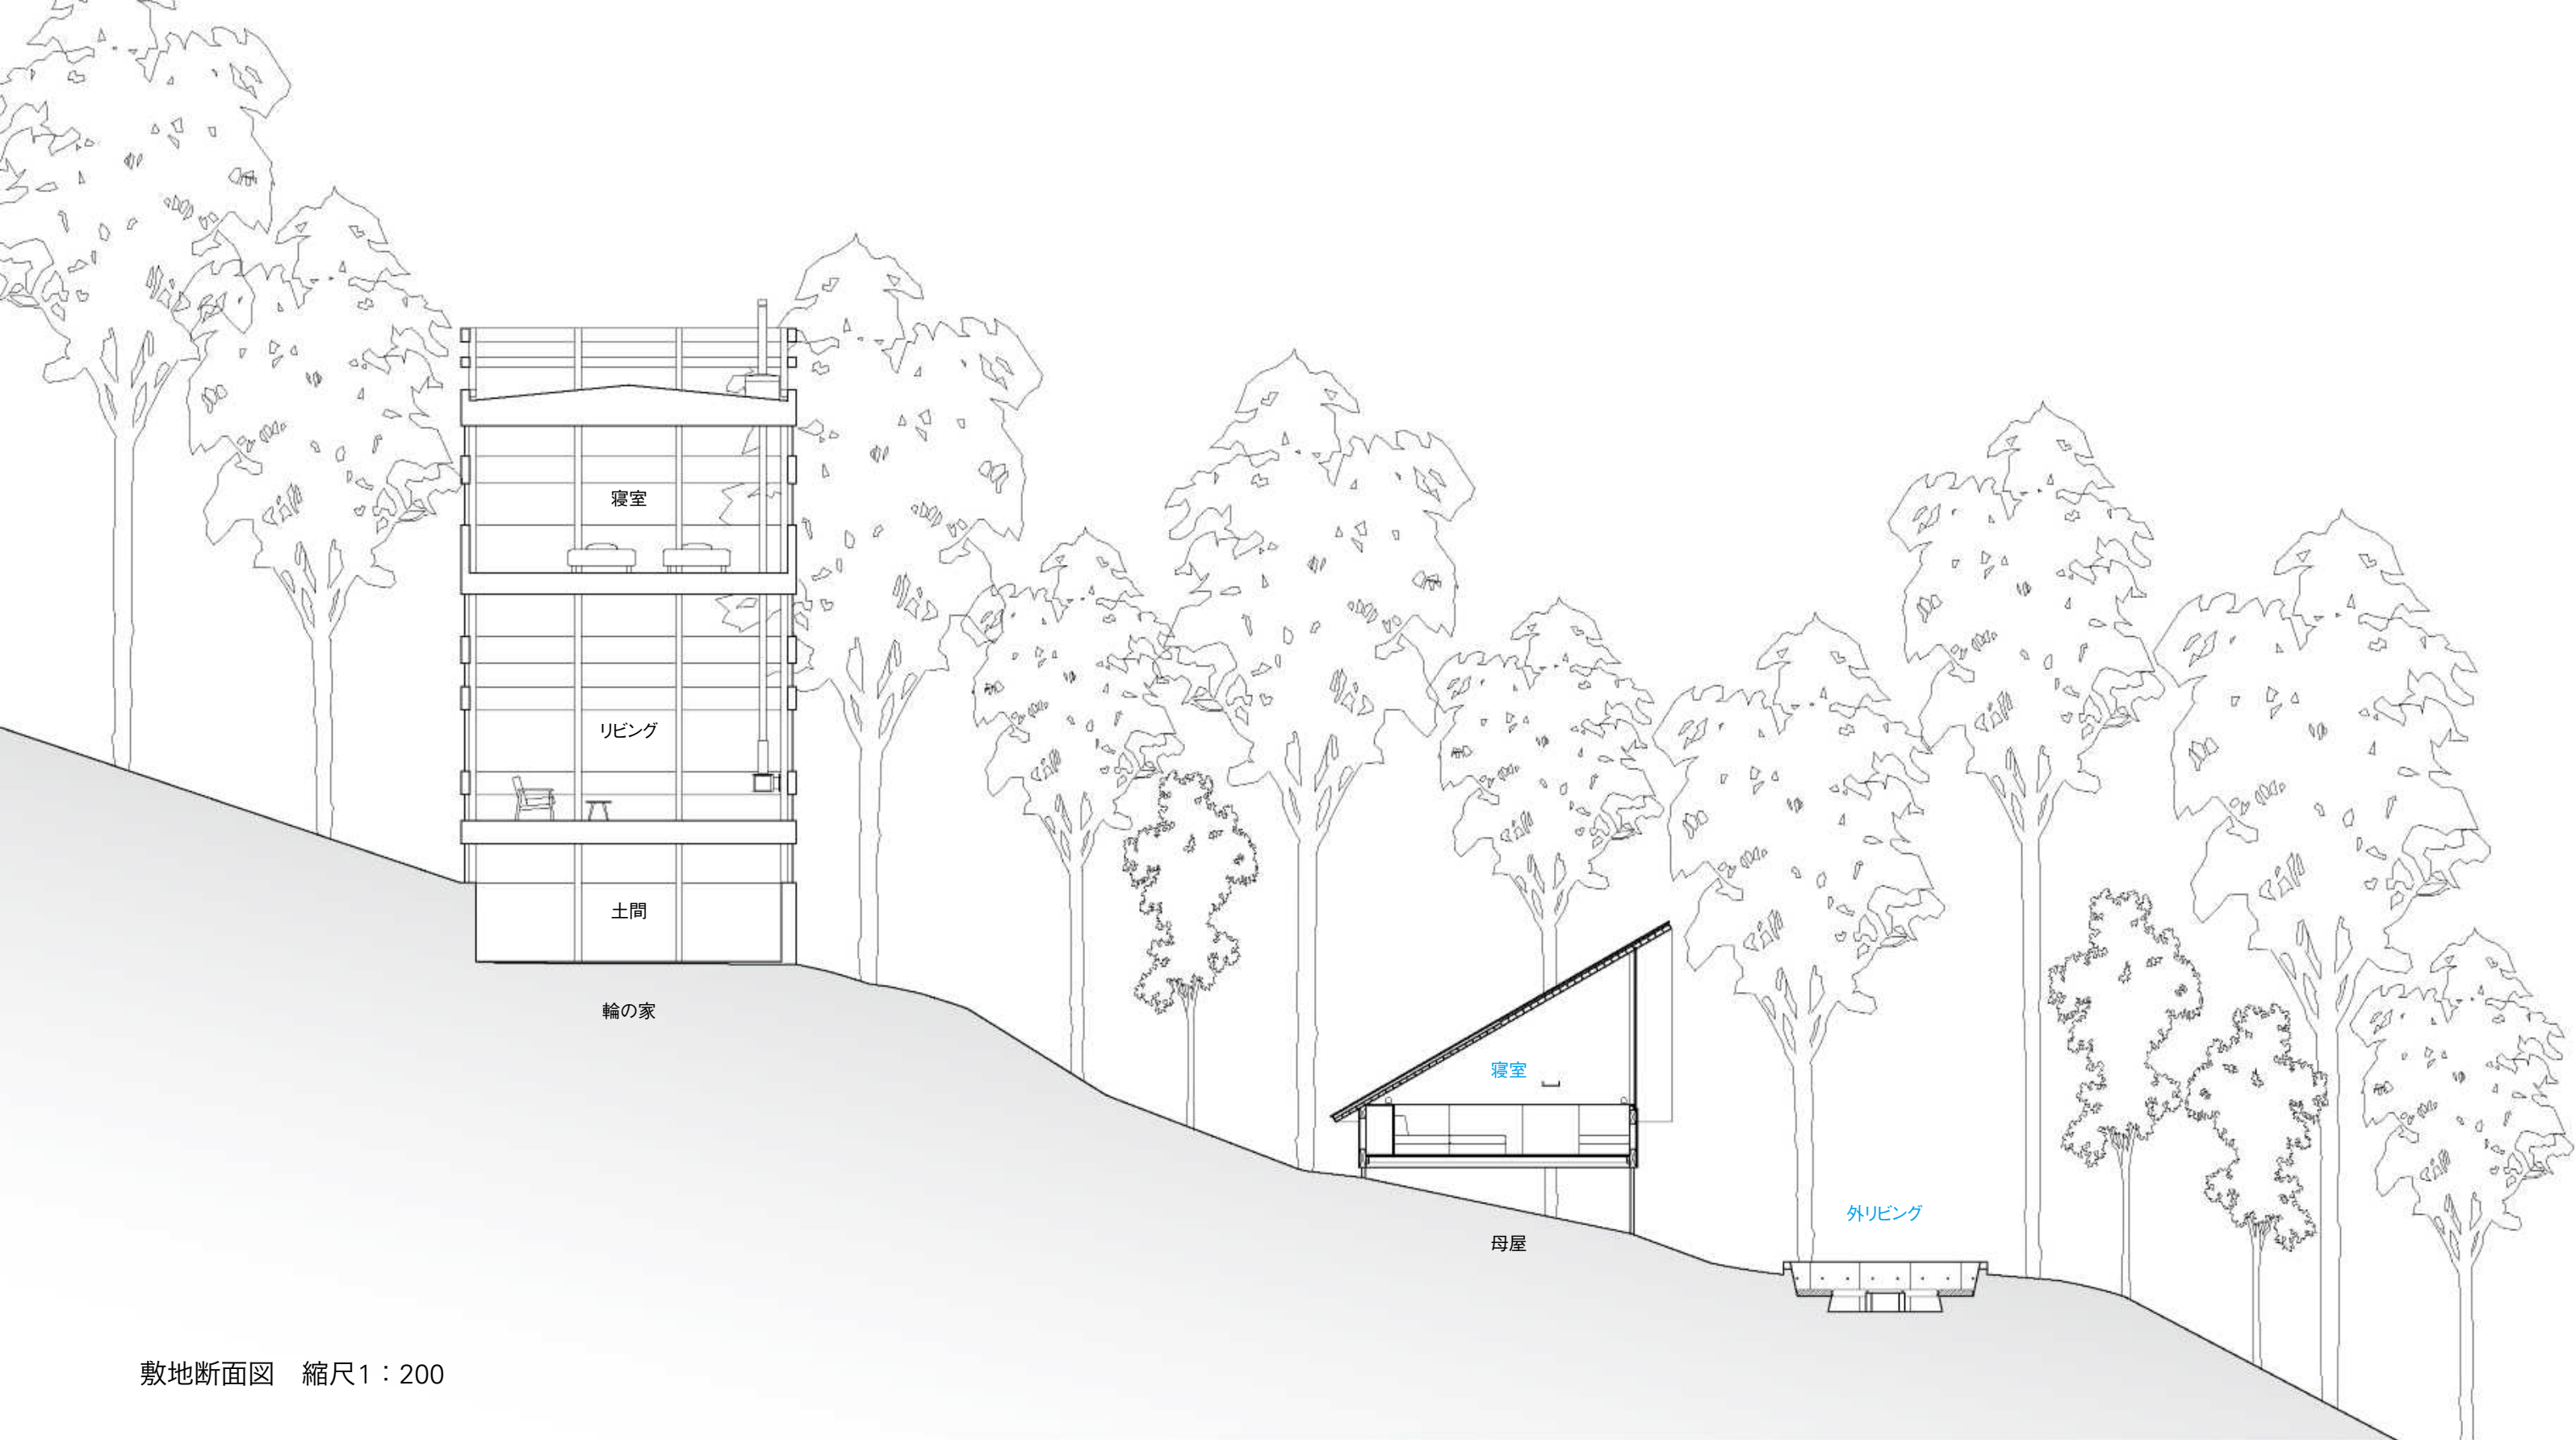 寝室
リビング
土間
輪の家
寝室
母屋
外リビング
敷地断面図　縮尺1：200